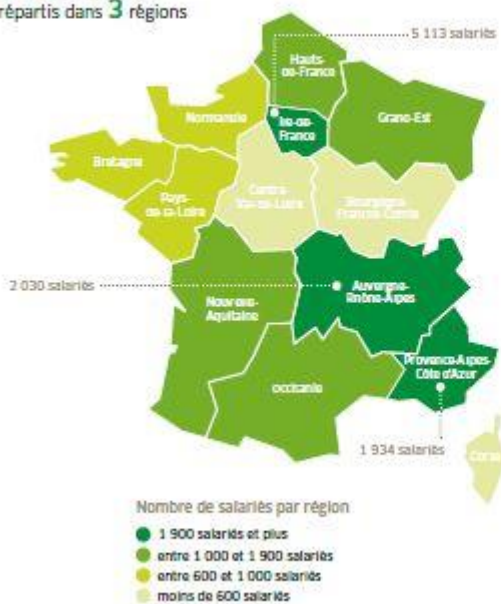 répartis dans 3 régions
5 113 salariés
Hauts-
de-France
Normandie
Île-de-
France
Grand-Est
Bretagne
Pays-
de-la-Loire
Centre-
Val-de-Loire
Bourgogne-
Franche-Comté
2 030 salariés
Auvergne-
Rhône-Alpes
Nouvelle-
Aquitaine
Provence-Alpes-
Côte d'Azur
Occitanie
1 934 salariés
Corse
Nombre de salariés par région
1 900 salariés et plus
entre 1 000 et 1 900 salariés
entre 600 et 1 000 salariés
moins de 600 salariés